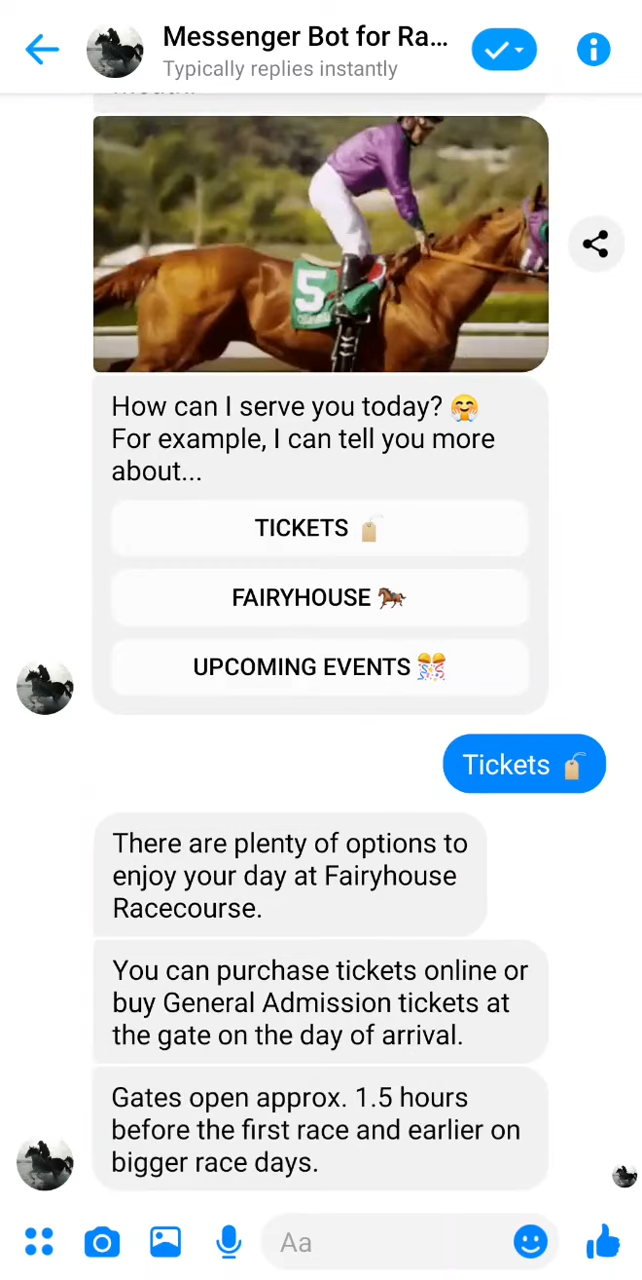 Messenger Bot for Ra...
Typically replies instantly
5
How can I serve you today? 🤗
For example, I can tell you more
about...
TICKETS 🏷️
FAIRYHOUSE 🐎
UPCOMING EVENTS 🎊
Tickets 🏷️
There are plenty of options to
enjoy your day at Fairyhouse
Racecourse.
You can purchase tickets online or
buy General Admission tickets at
the gate on the day of arrival.
Gates open approx. 1.5 hours
before the first race and earlier on
bigger race days.
Aa